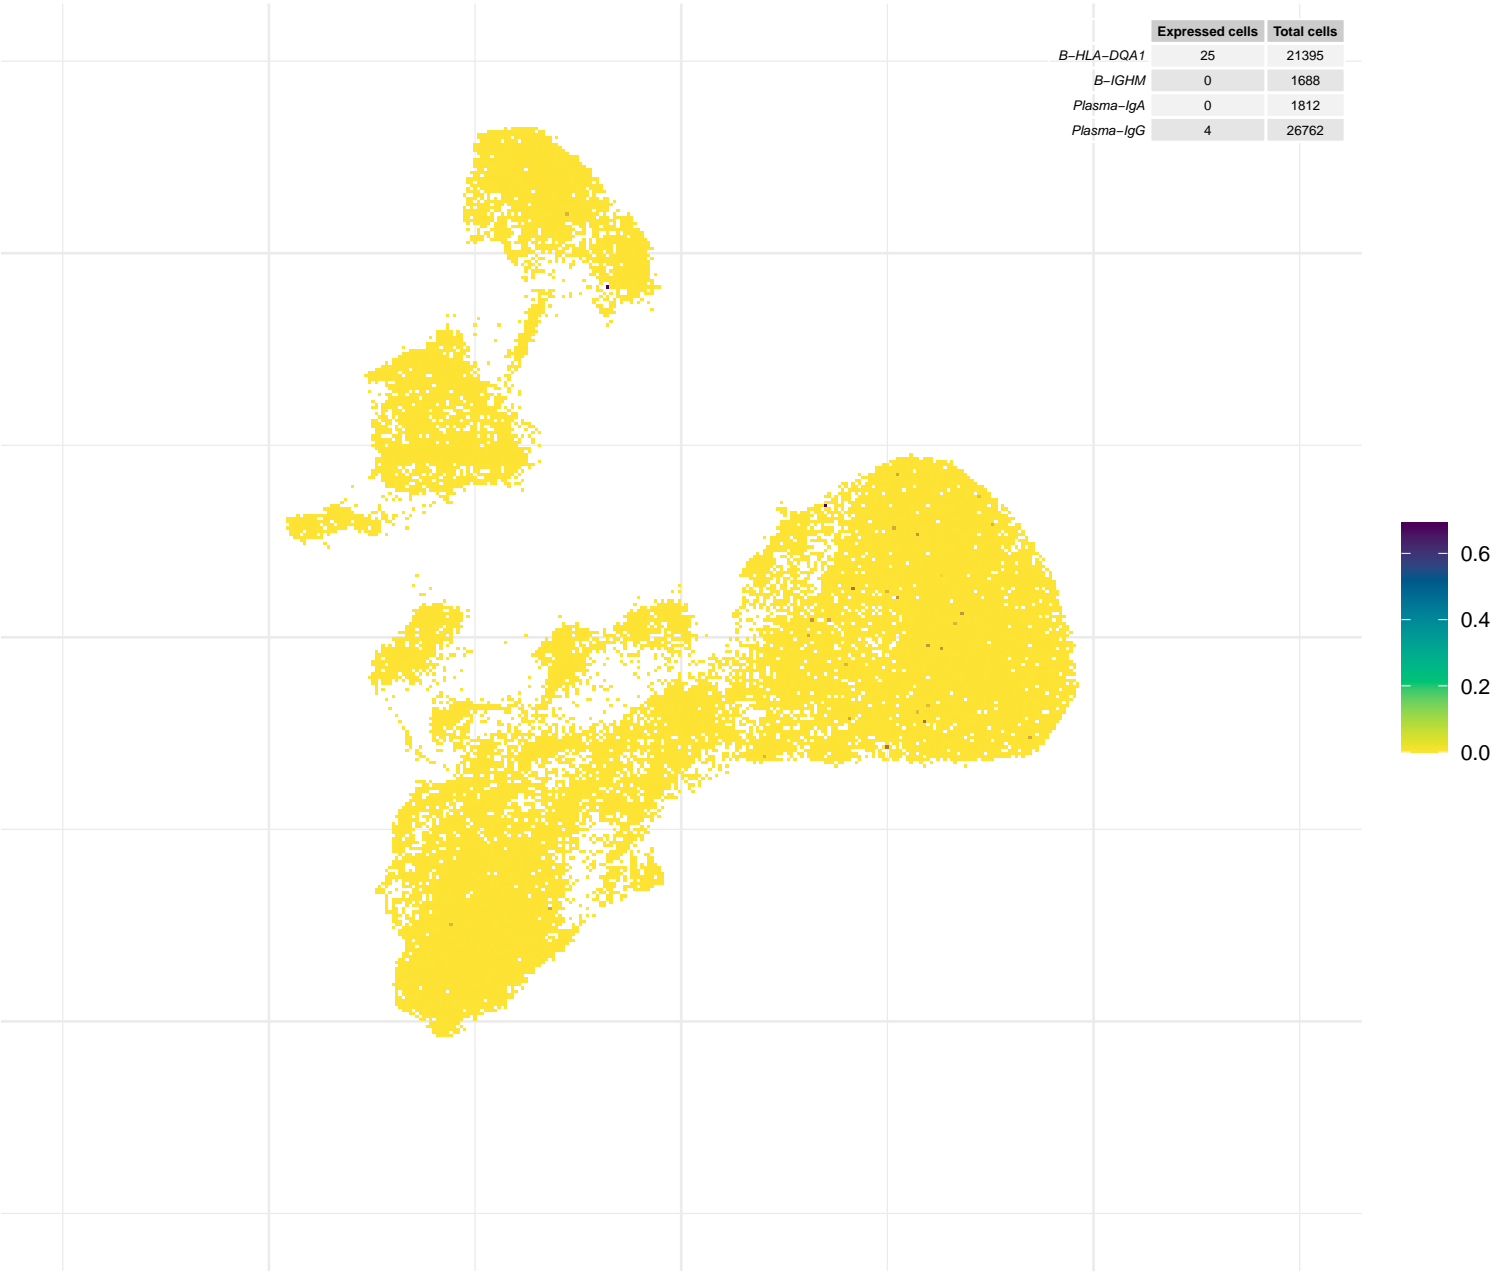 Expressed cells Total cells
B−HLA−DQA1 25 21395
B−IGHM 0 1688
Plasma−IgA 0 1812
Plasma−IgG 4 26762
0.6
0.4
0.2
0.0